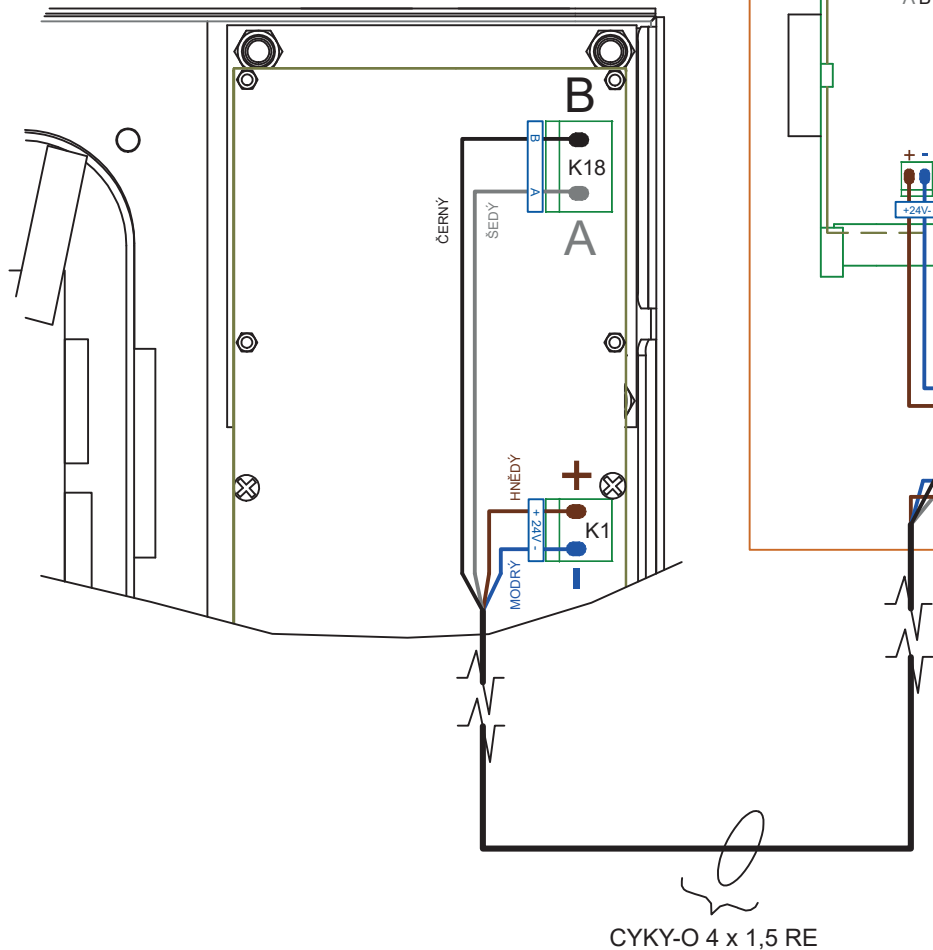 A B
B
B
K18
A
A
ČERNÝ
ŠEDÝ
+ -
+24V-
HNĚDÝ
+
+ 24V -
K1
MODRÝ
-
CYKY-O 4 x 1,5 RE